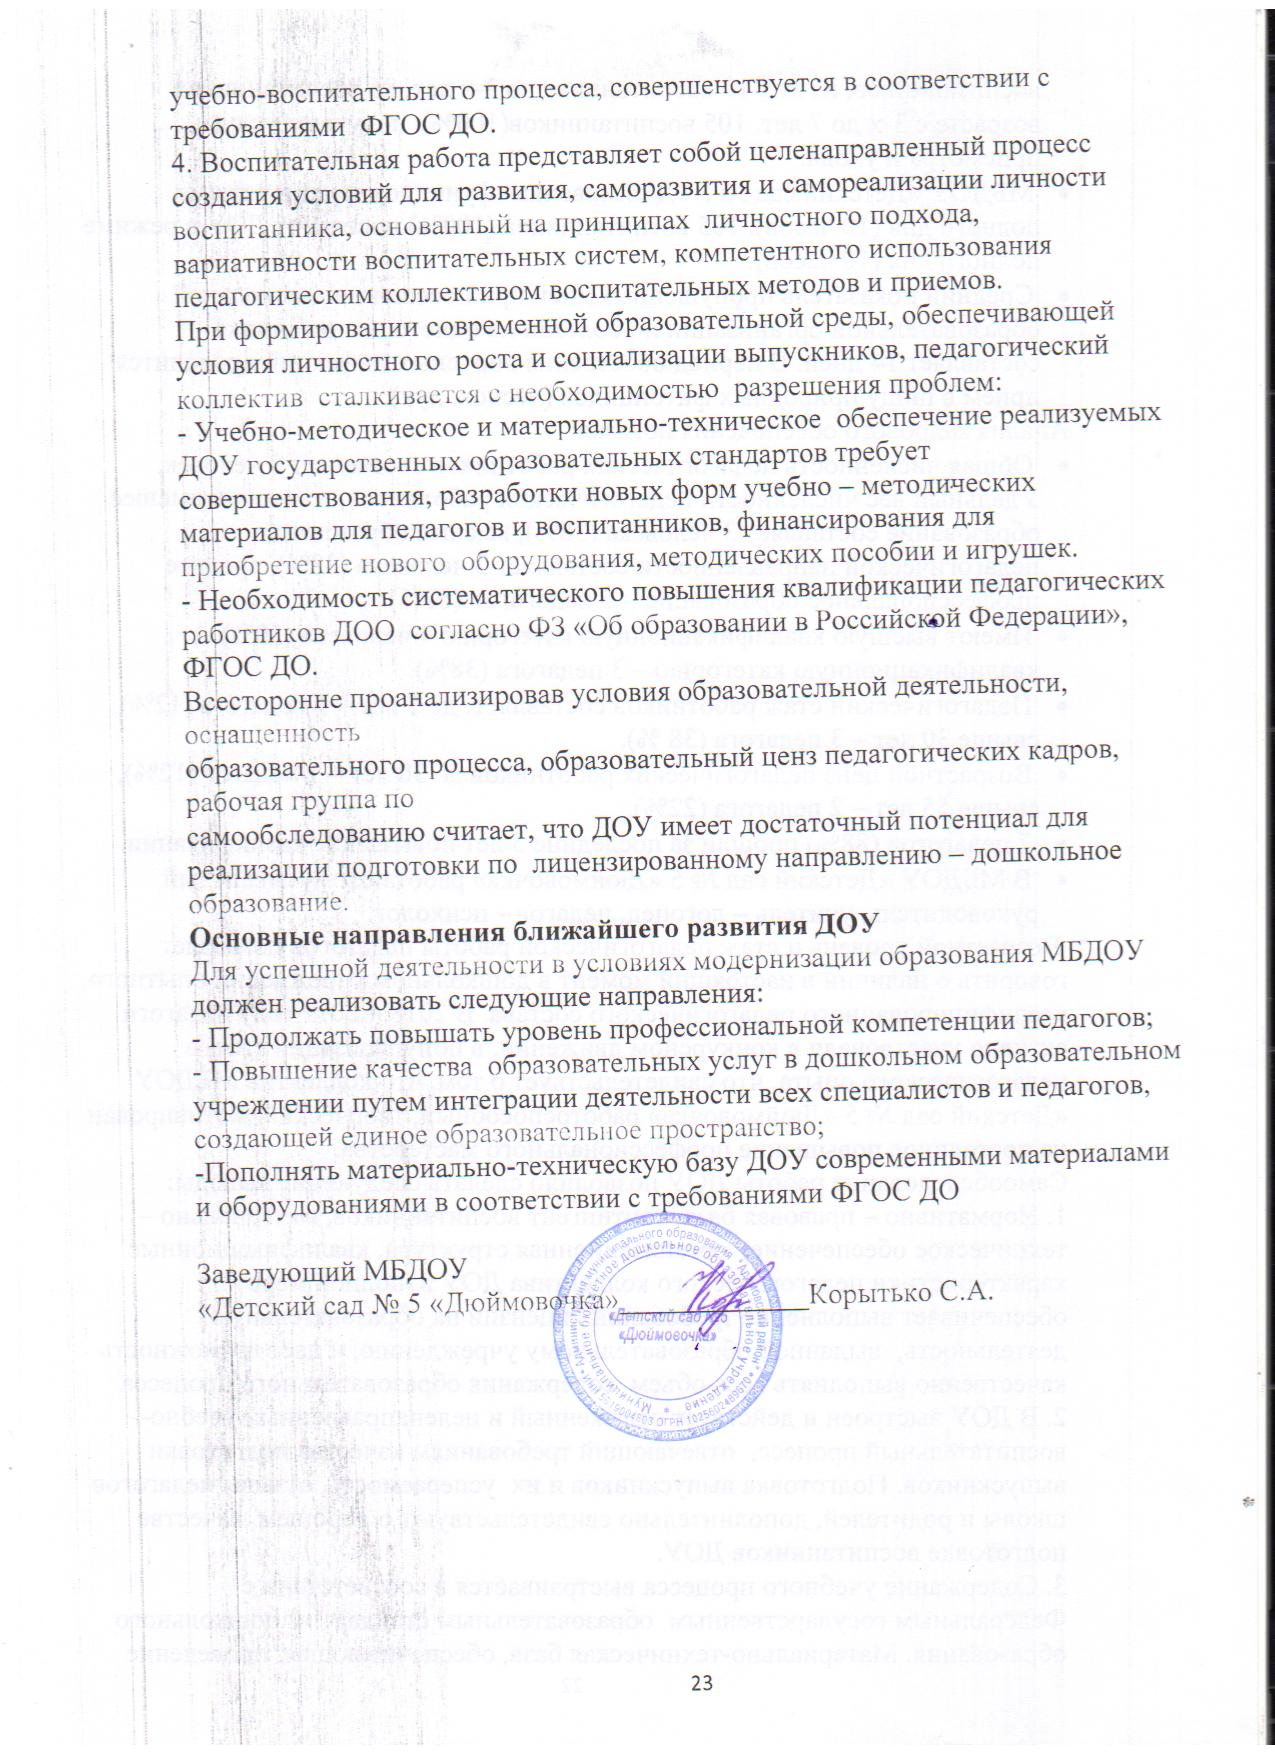 учебно-воспитательного процесса, совершенствуется в соответствии с
требованиями ФГОС ДО.
4. Воспитательная работа представляет собой целенаправленный процесс
создания условий для развития, саморазвития и самореализации личности
воспитанника, основанный на принципах личностного подхода,
вариативности воспитательных систем, компетентного использования
педагогическим коллективом воспитательных методов и приемов.
При формировании современной образовательной среды, обеспечивающей
условия личностного роста и социализации выпускников, педагогический
коллектив сталкивается с необходимостью разрешения проблем:
- Учебно-методическое и материально-техническое обеспечение реализуемых
ДОУ государственных образовательных стандартов требует
совершенствования, разработки новых форм учебно – методических
материалов для педагогов и воспитанников, финансирования для
приобретение нового оборудования, методических пособии и игрушек.
- Необходимость систематического повышения квалификации педагогических
работников ДОО согласно ФЗ «Об образовании в Российской Федерации»,
ФГОС ДО.
Всесторонне проанализировав условия образовательной деятельности,
оснащенность
образовательного процесса, образовательный ценз педагогических кадров,
рабочая группа по
самообследованию считает, что ДОУ имеет достаточный потенциал для
реализации подготовки по лицензированному направлению – дошкольное
образование.
Основные направления ближайшего развития ДОУ
Для успешной деятельности в условиях модернизации образования МБДОУ
должен реализовать следующие направления:
- Продолжать повышать уровень профессиональной компетенции педагогов;
- Повышение качества образовательных услуг в дошкольном образовательном
учреждении путем интеграции деятельности всех специалистов и педагогов,
создающей единое образовательное пространство;
-Пополнять материально-техническую базу ДОУ современными материалами
и оборудованиями в соответствии с требованиями ФГОС ДО
Заведующий МБДОУ
«Детский сад № 5 «Дюймовочка»______________Корытько С.А.
«Детский сад №5
«Дюймовочка»
23